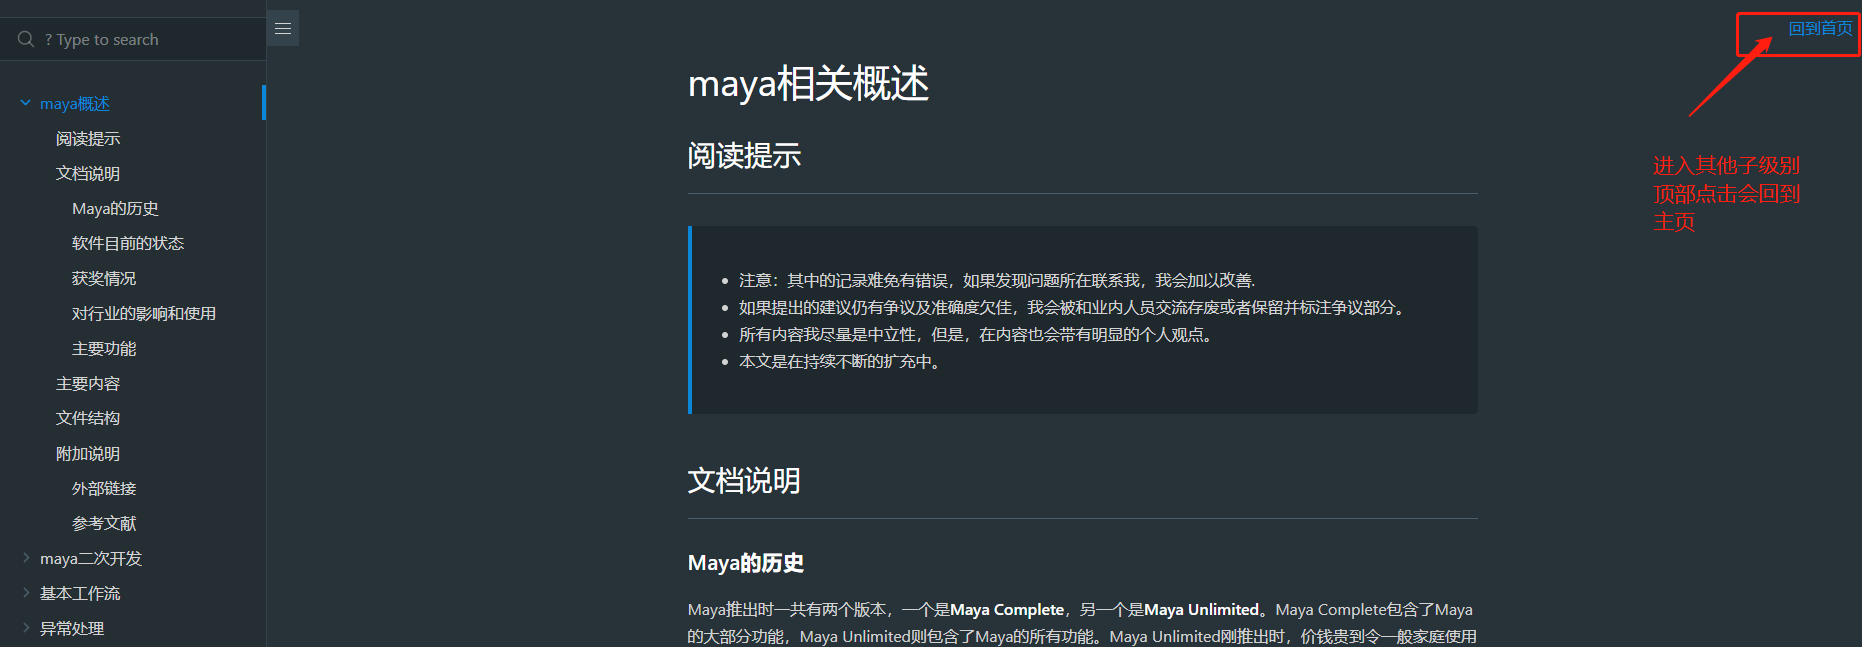 ? Type to search
maya概述
阅读提示
文档说明
Maya的历史
软件目前的状态
获奖情况
对行业的影响和使用
主要功能
主要内容
文件结构
附加说明
外部链接
参考文献
maya二次开发
基本工作流
异常处理
回到首页
进入其他子级别
顶部点击会回到
主页
maya相关概述
阅读提示
注意：其中的记录难免有错误，如果发现问题所在联系我，我会加以改善.
如果提出的建议仍有争议及准确度欠佳，我会被和业内人员交流存废或者保留并标注争议部分。
所有内容我尽量是中立性，但是，在内容也会带有明显的个人观点。
本文是在持续不断的扩充中。
文档说明
Maya的历史
Maya推出时一共有两个版本，一个是Maya Complete，另一个是Maya Unlimited。Maya Complete包含了Maya
的大部分功能，Maya Unlimited则包含了Maya的所有功能。Maya Unlimited刚推出时，价钱贵到令一般家庭使用